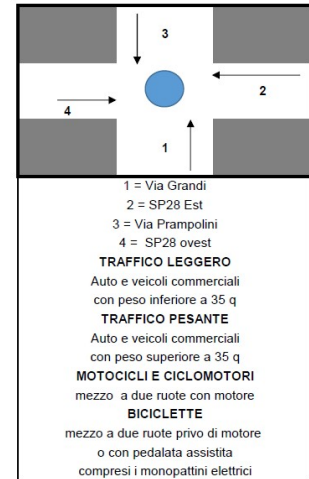 3
2
4
1
1 = Via Grandi
2 = SP28 Est
3 = Via Prampolini
4 = SP28 ovest
TRAFFICO LEGGERO
Auto e veicoli commerciali
con peso inferiore a 35 q
TRAFFICO PESANTE
Auto e veicoli commerciali
con peso superiore a 35 q
MOTOCICLI E CICLOMOTORI
mezzo a due ruote con motore
BICICLETTE
mezzo a due ruote privo di motore
o con pedalata assistita
compresi i monopattini elettrici